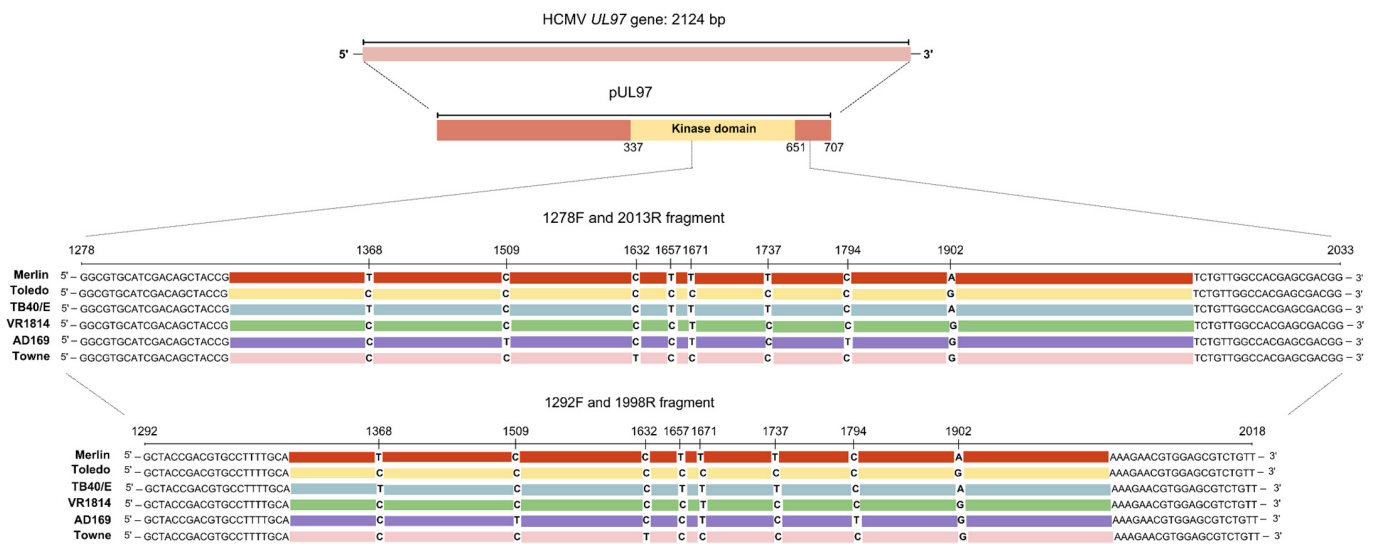 HCMV UL97 gene: 2124 bp
5' 3'
pUL97
Kinase domain
337 651 707
1278F and 2013R fragment
1278 1368 1509 1632 1657 1671 1737 1794 1902 2033
Merlin 5' – GGCGTGCATCGACAGCTACCG T C C T T T C A TCTGTTGGCCACGAGCGACGG – 3'
Toledo 5' – GGCGTGCATCGACAGCTACCG C C C C C C C G TCTGTTGGCCACGAGCGACGG – 3'
TB40/E 5' – GGCGTGCATCGACAGCTACCG T C C T T T C A TCTGTTGGCCACGAGCGACGG – 3'
VR1814 5' – GGCGTGCATCGACAGCTACCG C C C C T C C G TCTGTTGGCCACGAGCGACGG – 3'
AD169 5' – GGCGTGCATCGACAGCTACCG C T C C T C T G TCTGTTGGCCACGAGCGACGG – 3'
Towne 5' – GGCGTGCATCGACAGCTACCG C C T C C C C G TCTGTTGGCCACGAGCGACGG – 3'
1292F and 1998R fragment
1292 1368 1509 1632 1657 1671 1737 1794 1902 2018
Merlin 5' – GCTACCGACGTGCCTTTTGCA T C C T T T C A AAAGAACGTGGAGCGTCTGTT – 3'
Toledo 5' – GCTACCGACGTGCCTTTTGCA C C C C C C C G AAAGAACGTGGAGCGTCTGTT – 3'
TB40/E 5' – GCTACCGACGTGCCTTTTGCA T C C T T T C A AAAGAACGTGGAGCGTCTGTT – 3'
VR1814 5' – GCTACCGACGTGCCTTTTGCA C C C C T C C G AAAGAACGTGGAGCGTCTGTT – 3'
AD169 5' – GCTACCGACGTGCCTTTTGCA C T C C T C T G AAAGAACGTGGAGCGTCTGTT – 3'
Towne 5' – GCTACCGACGTGCCTTTTGCA C C T C C C C G AAAGAACGTGGAGCGTCTGTT – 3'